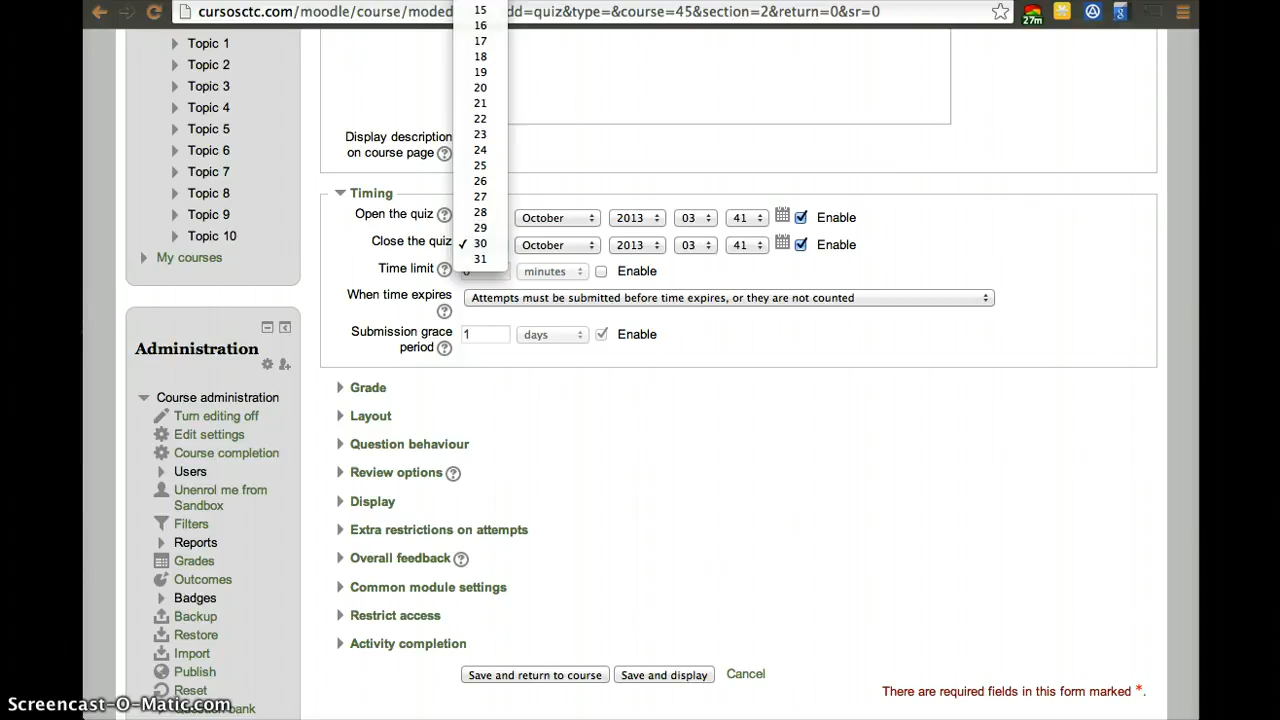 cursosctc.com/moodle/course/moded
dd=quiz&type=&course=45&section=2&return=0&sr=0
27m
15
16
17
18
19
20
21
22
23
24
25
26
27
28
29
✓ 30
31
Topic 1
Topic 2
Topic 3
Topic 4
Topic 5
Topic 6
Topic 7
Topic 8
Topic 9
Topic 10
My courses
Administration
Course administration
Turn editing off
Edit settings
Course completion
Users
Unenrol me from
Sandbox
Filters
Reports
Grades
Outcomes
Badges
Backup
Restore
Import
Publish
Reset
Question bank
Display description
on course page ?
Timing
Open the quiz ? October 2013 03 41 Enable
Close the quiz October 2013 03 41 Enable
Time limit ? minutes Enable
When time expires ? Attempts must be submitted before time expires, or they are not counted
Submission grace
period ? 1 days Enable
Grade
Layout
Question behaviour
Review options ?
Display
Extra restrictions on attempts
Overall feedback ?
Common module settings
Restrict access
Activity completion
Save and return to course Save and display Cancel
There are required fields in this form marked *.
Screencast-O-Matic.com